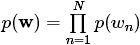 p(𝐰) = ∏_{n=1}^{N} p(w_n)